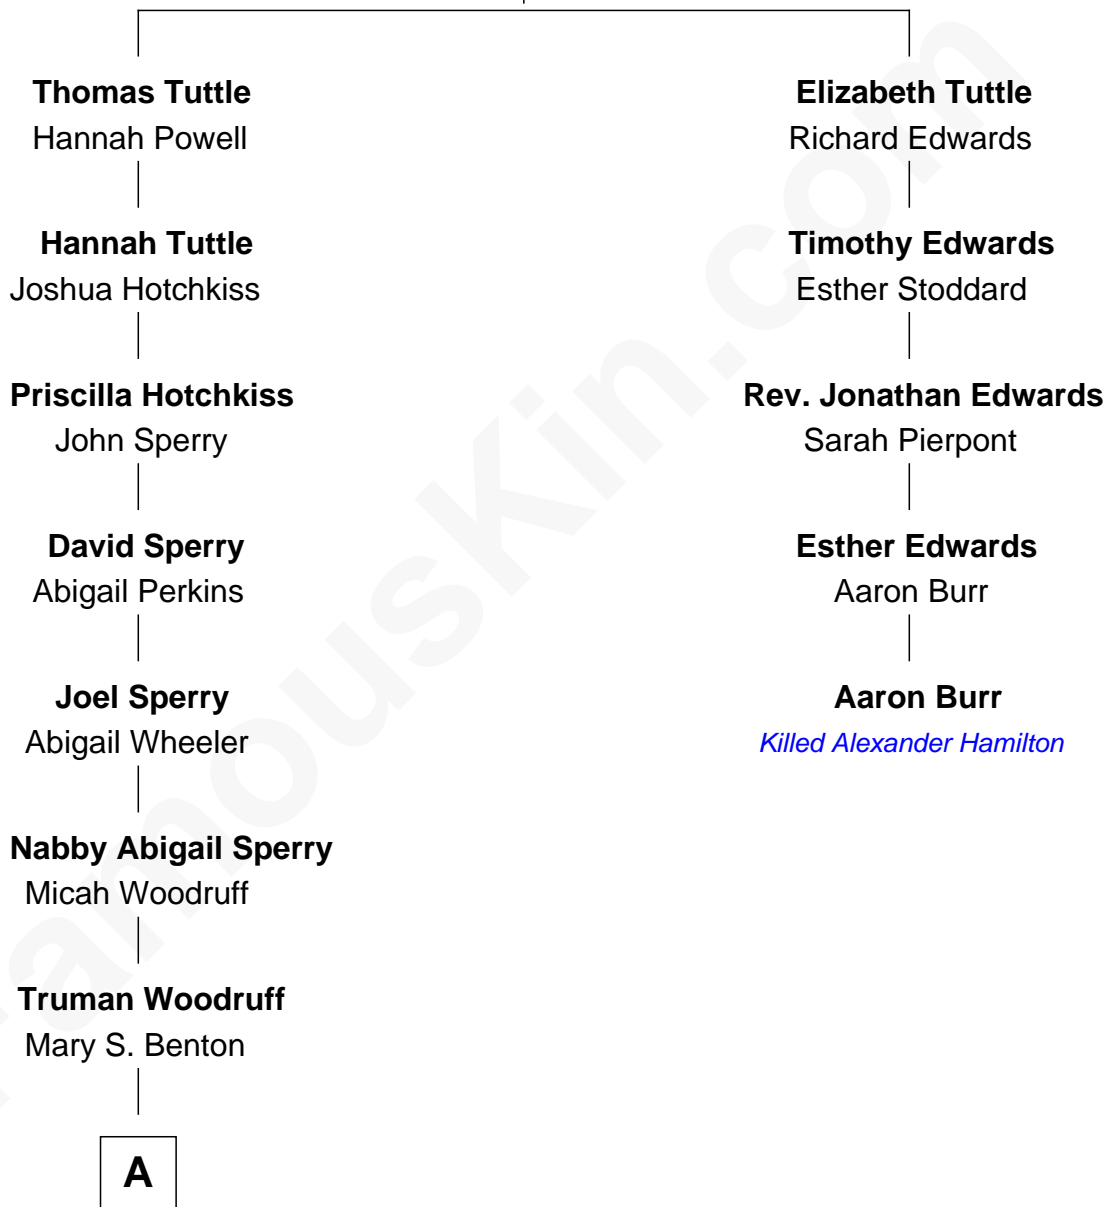 Thomas Tuttle
Hannah Powell
Hannah Tuttle
Joshua Hotchkiss
Priscilla Hotchkiss
John Sperry
David Sperry
Abigail Perkins
Joel Sperry
Abigail Wheeler
Nabby Abigail Sperry
Micah Woodruff
Truman Woodruff
Mary S. Benton
A
Elizabeth Tuttle
Richard Edwards
Timothy Edwards
Esther Stoddard
Rev. Jonathan Edwards
Sarah Pierpont
Esther Edwards
Aaron Burr
Aaron Burr
Killed Alexander Hamilton
FamousKin.com